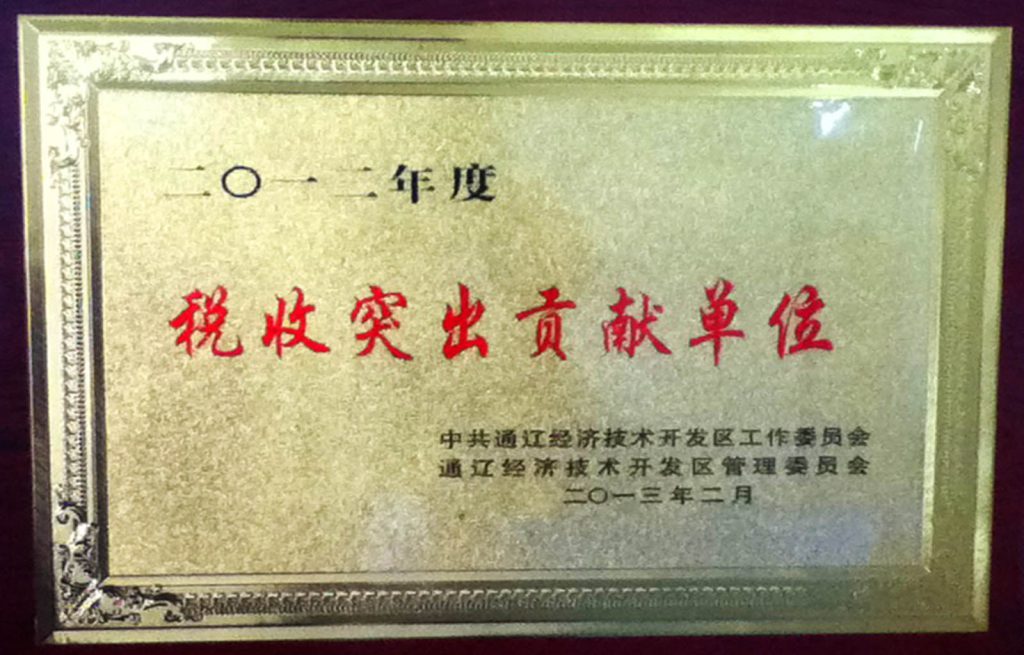 二〇一二年度
税收突出贡献单位
中共通辽经济技术开发区工作委员会
通辽经济技术开发区管理委员会
二〇一三年二月